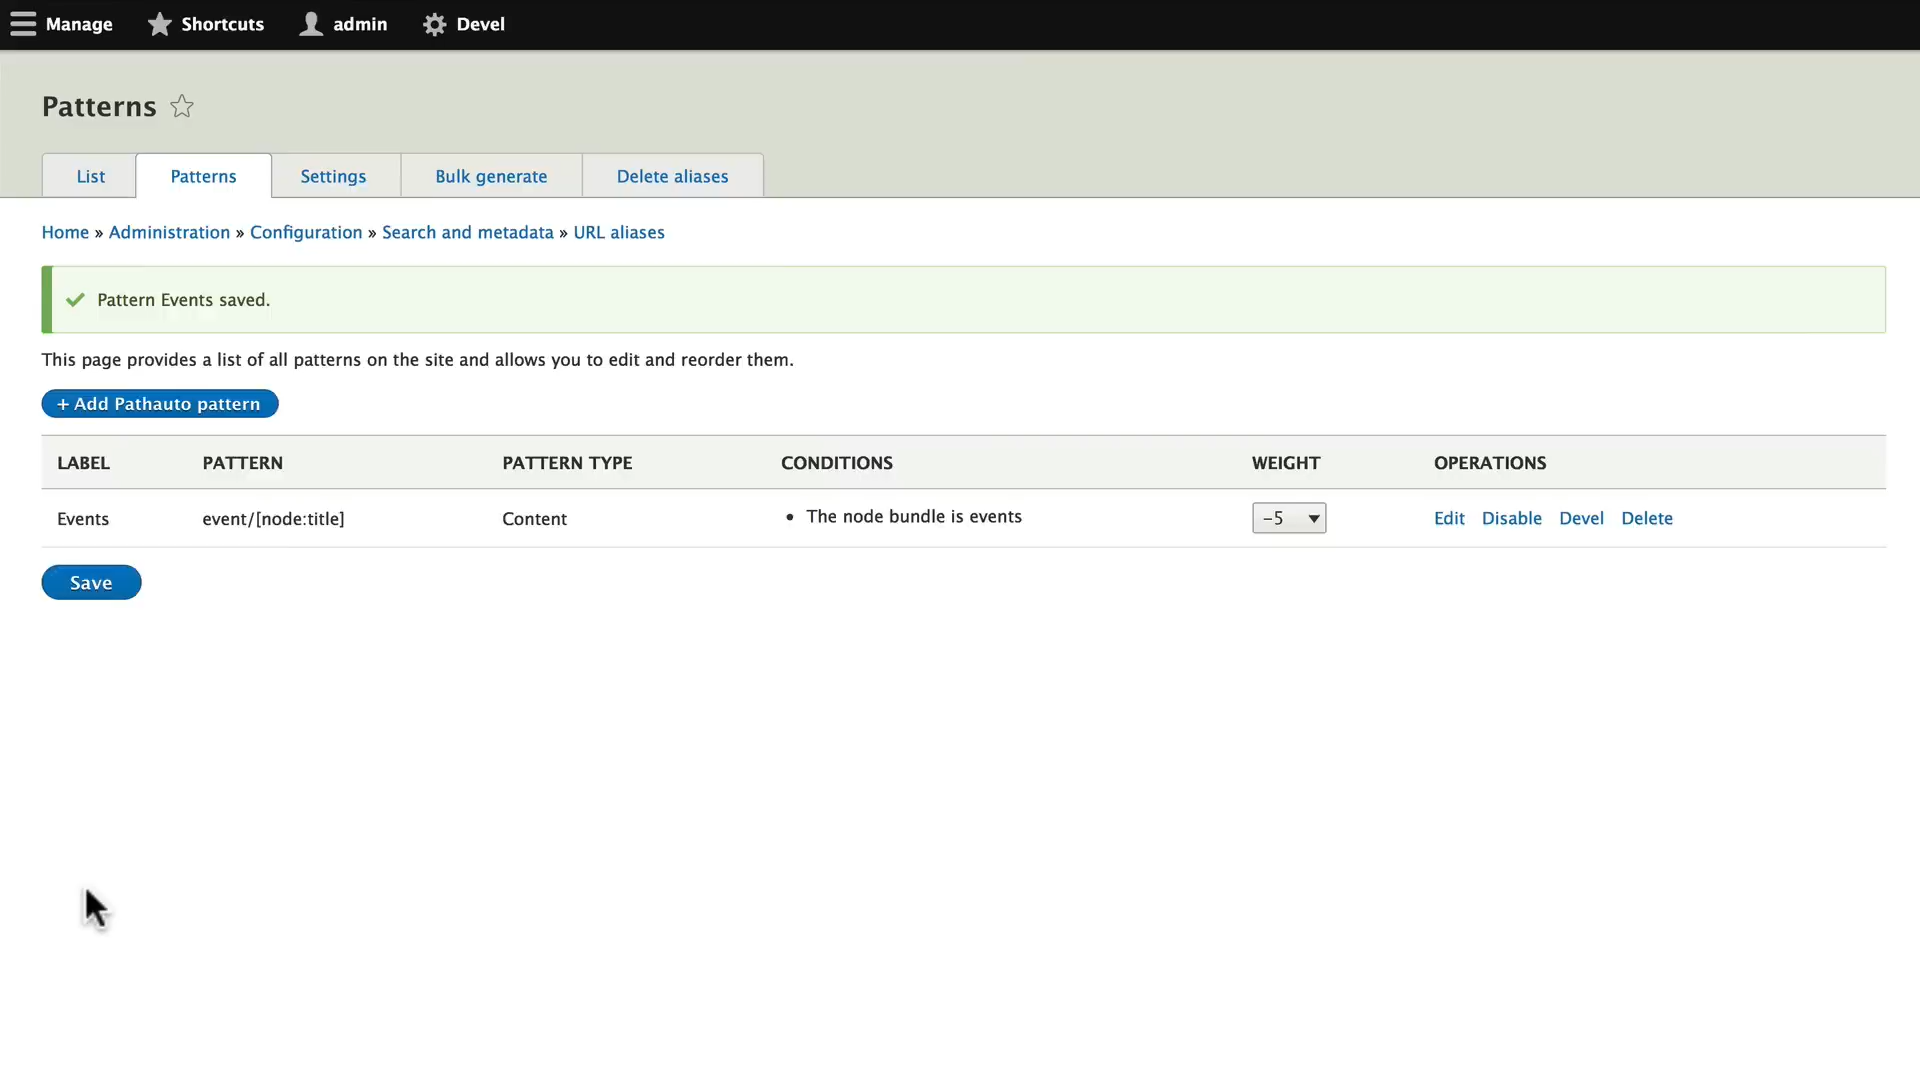 Manage Shortcuts admin Devel
Patterns
List Patterns Settings Bulk generate Delete aliases
Home » Administration » Configuration » Search and metadata » URL aliases
Pattern Events saved.
This page provides a list of all patterns on the site and allows you to edit and reorder them.
+ Add Pathauto pattern
LABEL PATTERN PATTERN TYPE CONDITIONS WEIGHT OPERATIONS
Events event/[node:title] Content • The node bundle is events -5 Edit Disable Devel Delete
Save